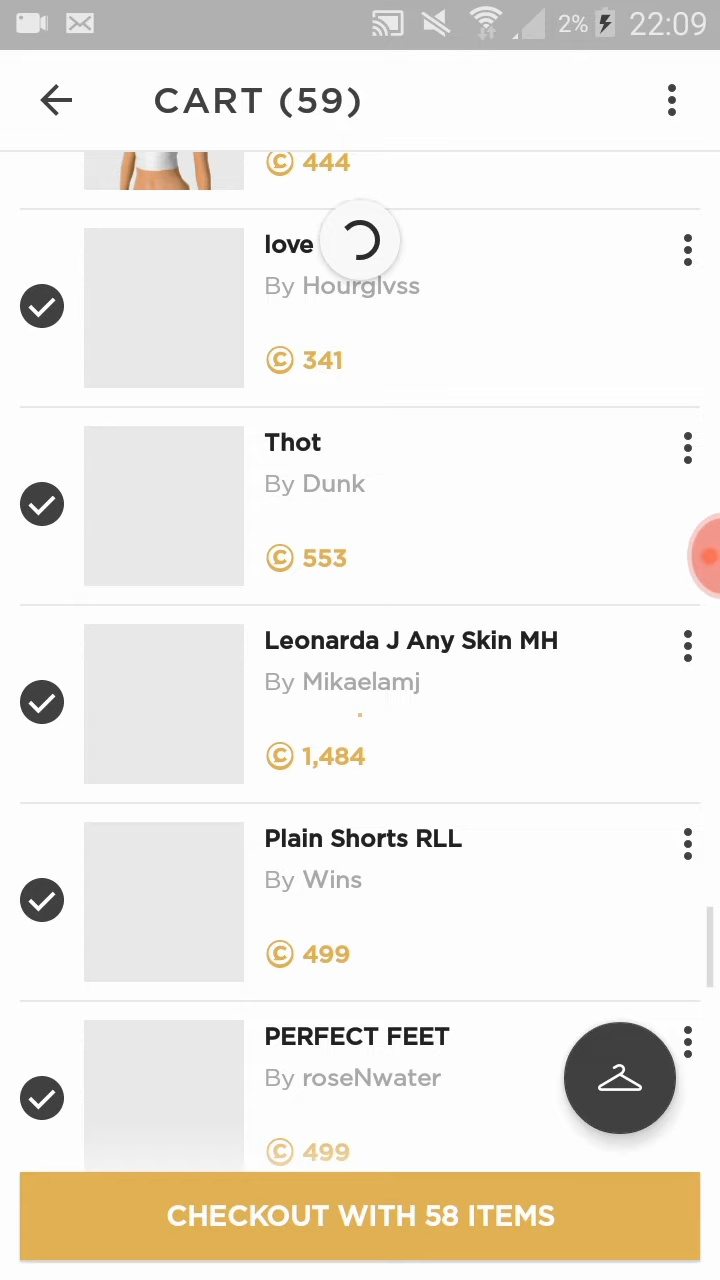 2% 22:09
CART (59)
© 444
love
By Hourglvss
© 341
Thot
By Dunk
© 553
Leonarda J Any Skin MH
By Mikaelamj
© 1,484
Plain Shorts RLL
By Wins
© 499
PERFECT FEET
By roseNwater
© 499
CHECKOUT WITH 58 ITEMS